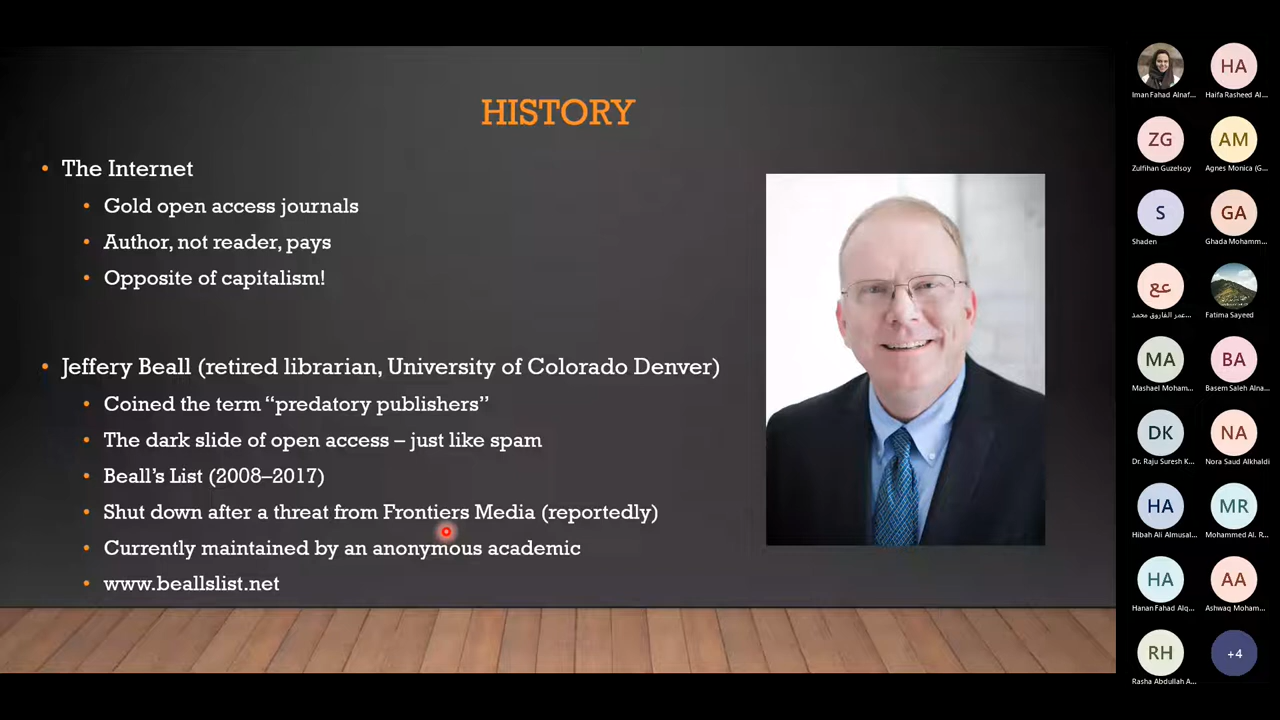 HISTORY
The Internet
Gold open access journals
Author, not reader, pays
Opposite of capitalism!
Jeffery Beall (retired librarian, University of Colorado Denver)
Coined the term “predatory publishers”
The dark slide of open access – just like spam
Beall’s List (2008–2017)
Shut down after a threat from Frontiers Media (reportedly)
Currently maintained by an anonymous academic
www.beallslist.net
HA
Iman Fahad Alnaf...
Haifa Rasheed Al...
ZG
AM
Zulfihan Guzelsoy
Agnes Monica (G...
S
GA
Shaden
Ghada Mohamm...
عع
عمر الفاروق محمد...
Fatima Sayeed
MA
BA
Mashael Moham...
Basem Saleh Alna...
DK
NA
Dr. Raju Suresh K...
Nora Saud Alkhaldi
HA
MR
Hibah Ali Almusal...
Mohammed Al. R...
HA
AA
Hanan Fahad Alq...
Ashwaq Moham...
RH
+4
Rasha Abdullah A...